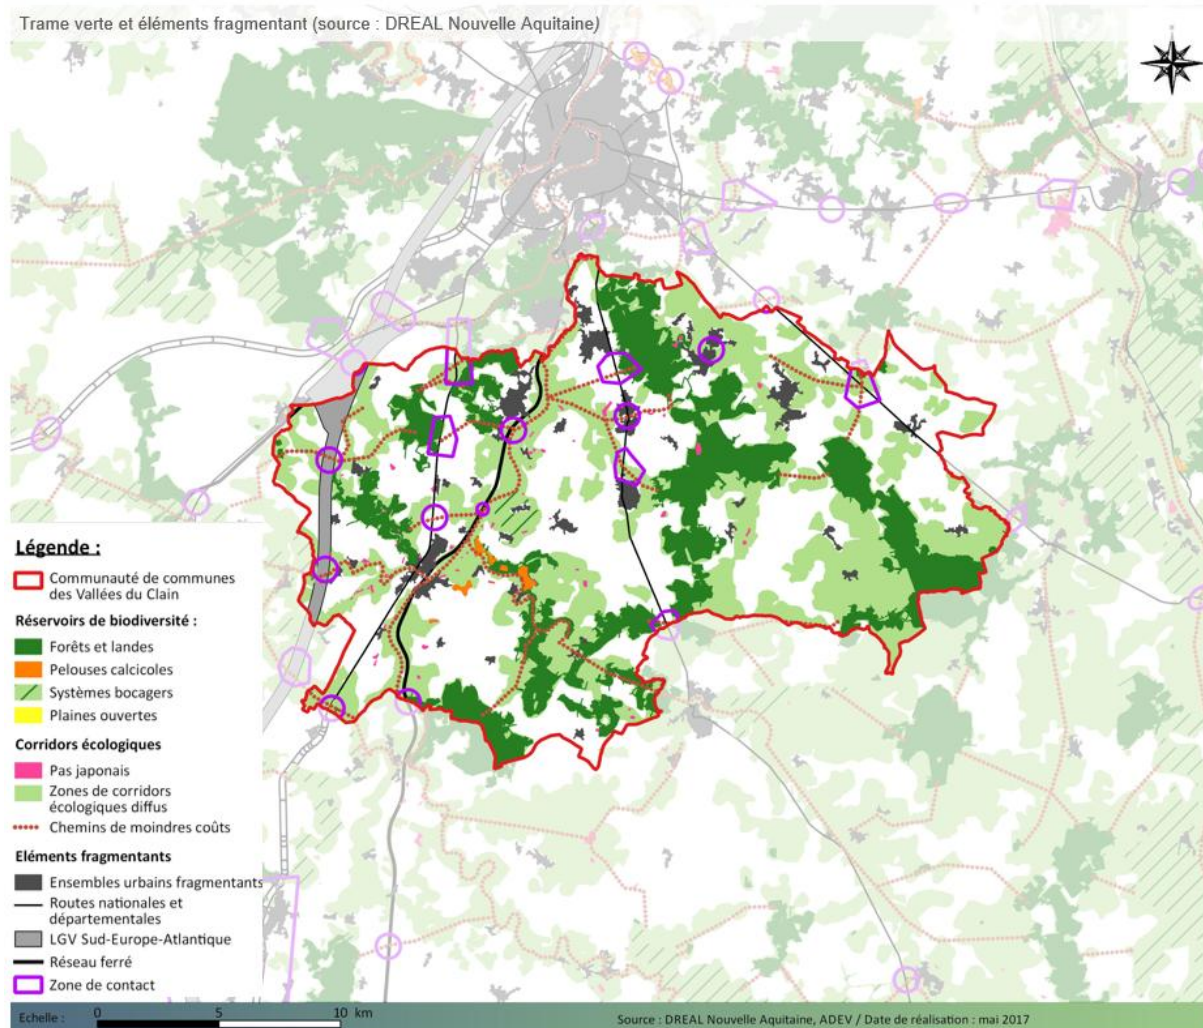 Trame verte et éléments fragmentant (source : DREAL Nouvelle Aquitaine)
Légende :
Communauté de communes
des Vallées du Clain
Réservoirs de biodiversité :
Forêts et landes
Pelouses calcicoles
Systèmes bocagers
Plaines ouvertes
Corridors écologiques
Pas japonais
Zones de corridors
écologiques diffus
Chemins de moindres coûts
Eléments fragmentants
Ensembles urbains fragmentants
Routes nationales et
départementales
LGV Sud-Europe-Atlantique
Réseau ferré
Zone de contact
Echelle : 0 5 10 km
Source : DREAL Nouvelle Aquitaine, ADEV / Date de réalisation : mai 2017